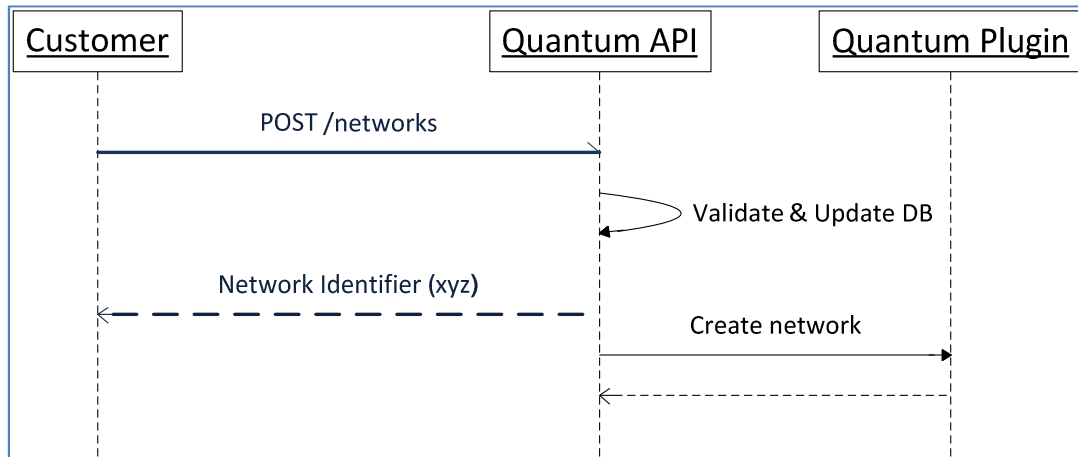 Customer
Quantum API
Quantum Plugin
POST /networks
Validate & Update DB
Network Identifier (xyz)
Create network